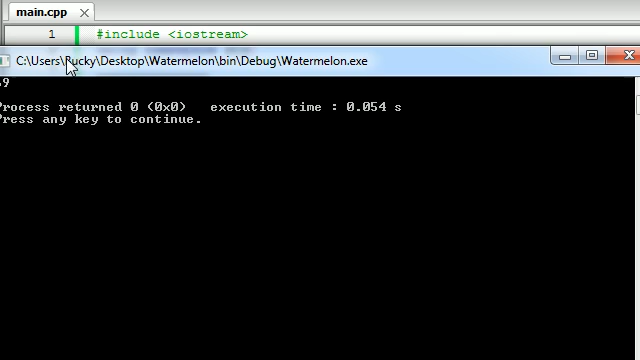 main.cpp
1 #include <iostream>
C:\Users\Rucky\Desktop\Watermelon\bin\Debug\Watermelon.exe
69
Process returned 0 (0x0) execution time : 0.054 s
Press any key to continue.